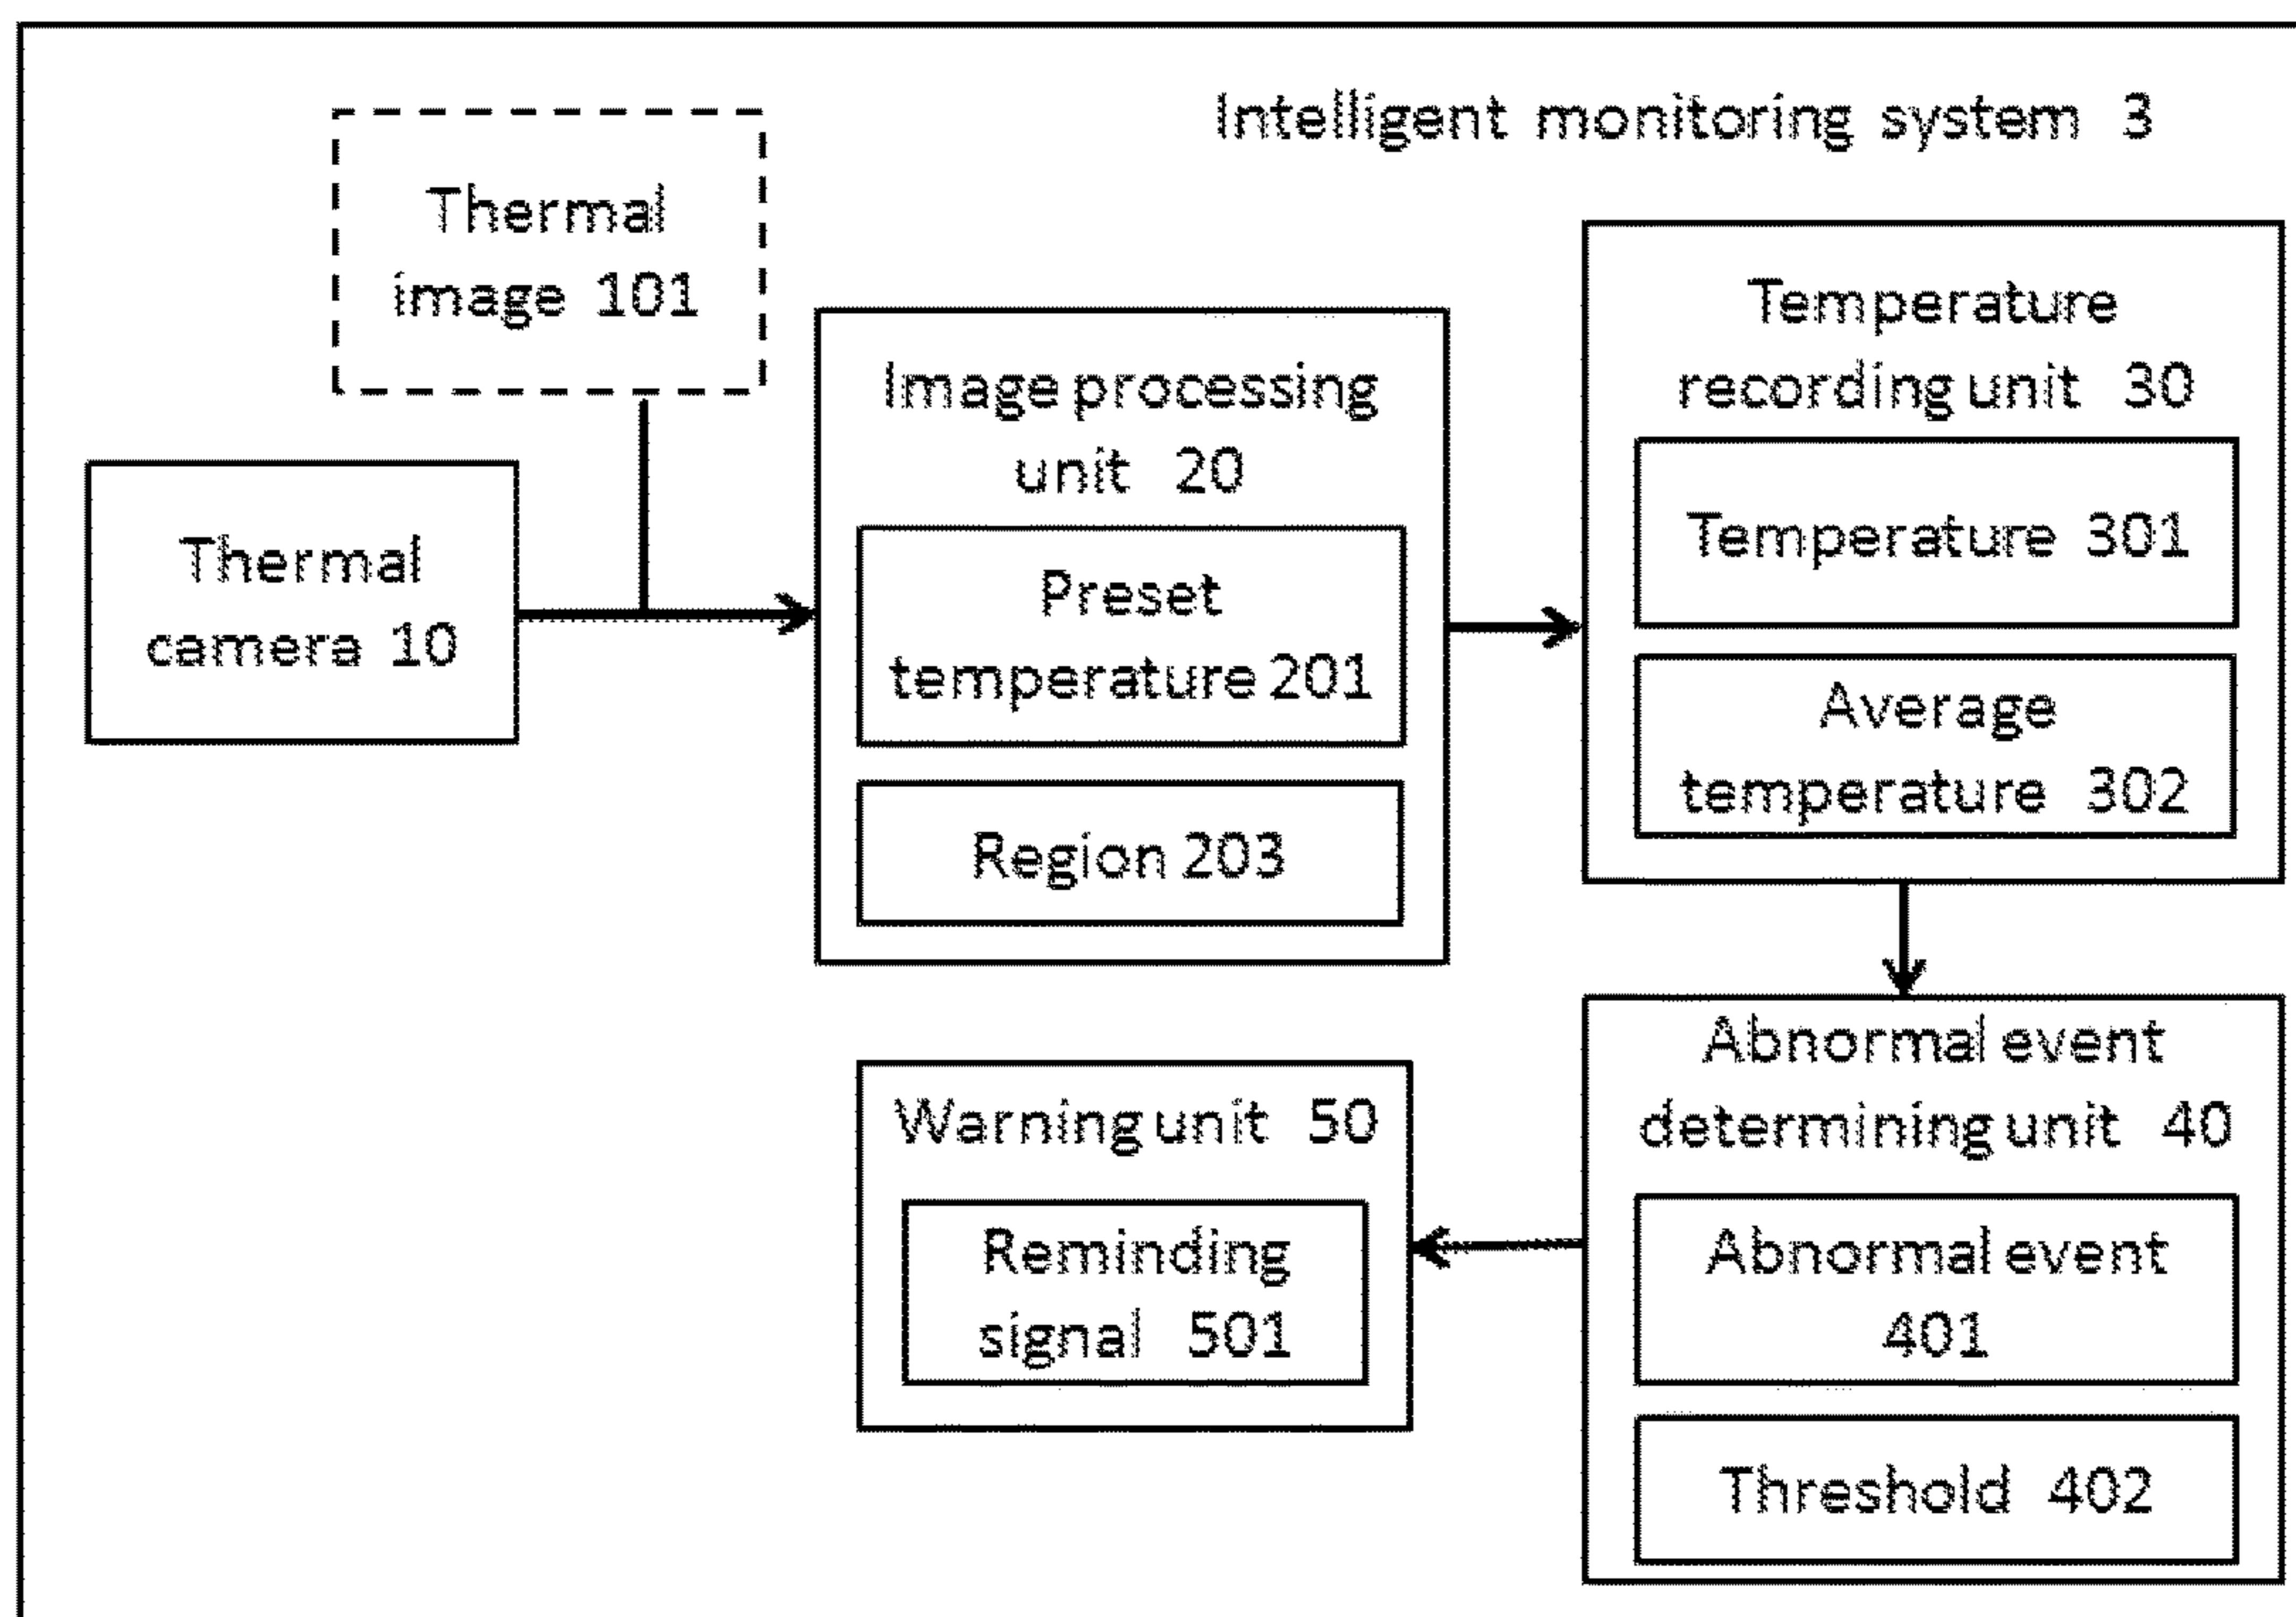 Intelligent monitoring system 3
Thermal
image 101
Thermal
camera 10
Image processing
unit 20
Preset
temperature 201
Region 203
Temperature
recording unit 30
Temperature 301
Average
temperature 302
Abnormal event
determining unit 40
Abnormal event
401
Threshold 402
Warning unit 50
Reminding
signal 501